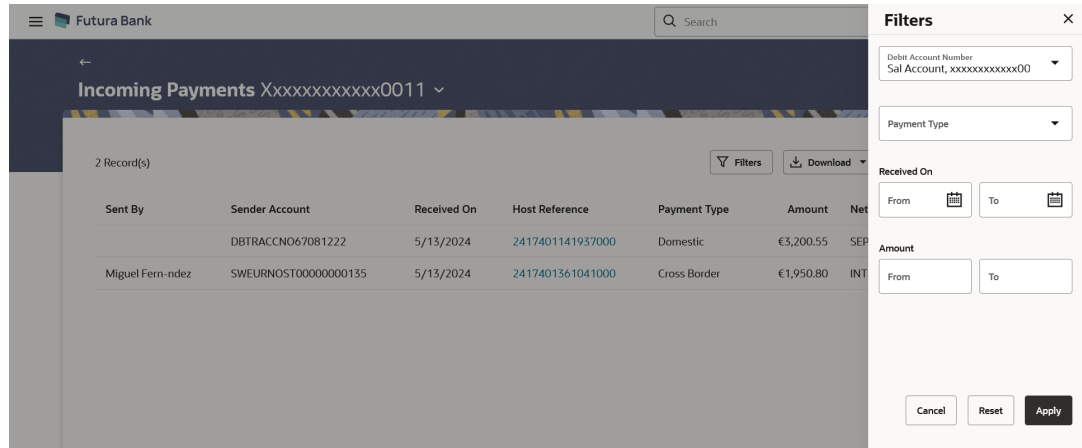 Futura Bank
Search
Incoming Payments Xxxxxxxxxxxx0011
2 Record(s)
Filters
Download
Sent By Sender Account Received On Host Reference Payment Type Amount Net
DBTRACCNO67081222 5/13/2024 2417401141937000 Domestic €3,200.55 SEP
Miguel Fern-ndez SWEURNOST00000000135 5/13/2024 2417401361041000 Cross Border €1,950.80 INT
Filters
Debit Account Number
Sal Account, xxxxxxxxxxxx00
Payment Type
Received On
From To
Amount
From To
Cancel Reset Apply